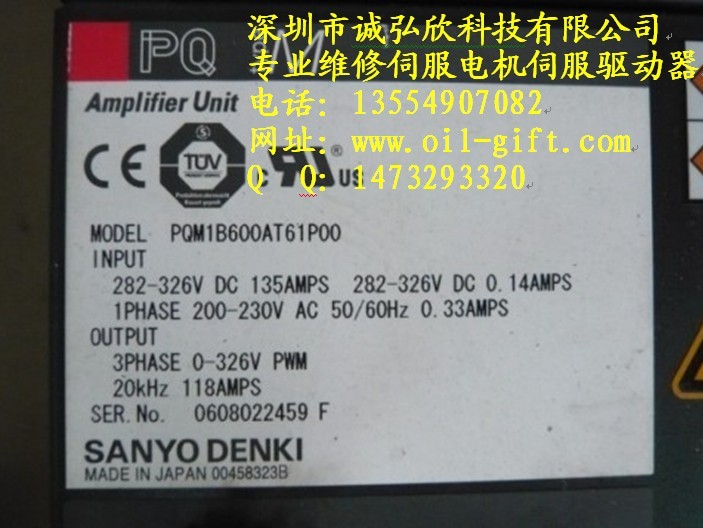 深圳市诚弘欣科技有限公司
PQ M
专业维修伺服电机伺服驱动器
Amplifier Unit
电话：13554907082
网址：www.oil-gift.com
CE TÜV c US ®
Q Q：1473293320
MODEL PQM1B600AT61P00
INPUT
282-326V DC 135AMPS 282-326V DC 0.14AMPS
1PHASE 200-230V AC 50/60Hz 0.33AMPS
OUTPUT
3PHASE 0-326V PWM
20kHz 118AMPS
SER.No. 0608022459 F
SANYO DENKI
MADE IN JAPAN 00458323B